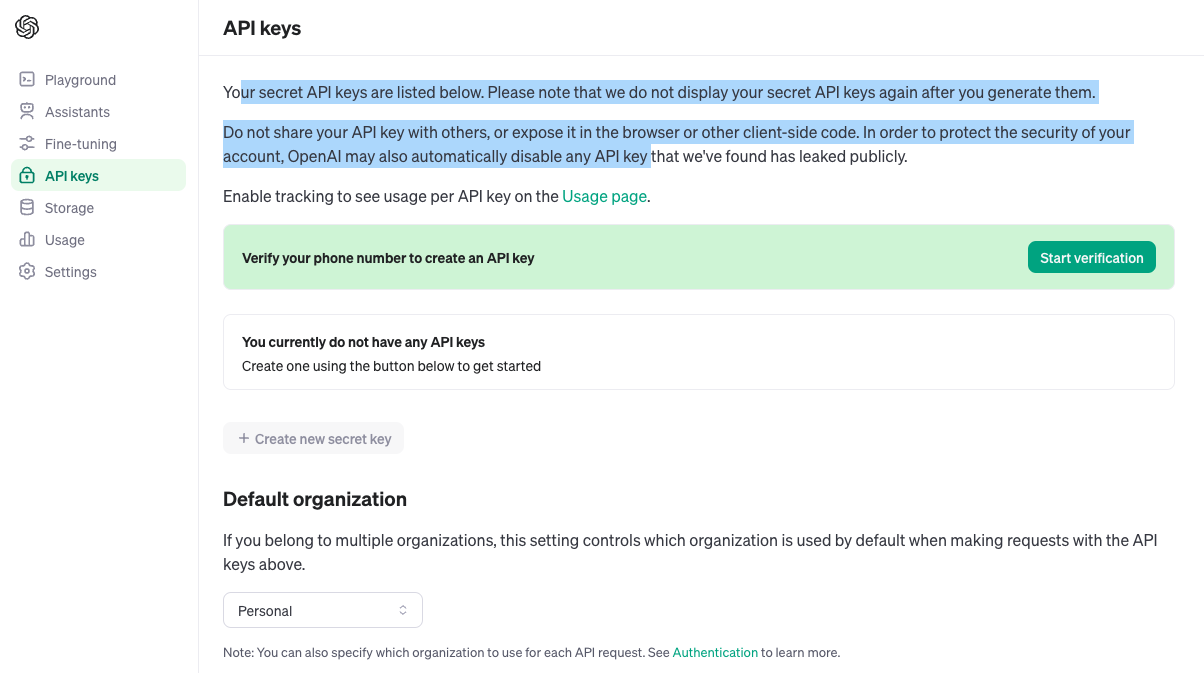 API keys
Playground
Assistants
Fine-tuning
API keys
Storage
Usage
Settings
Your secret API keys are listed below. Please note that we do not display your secret API keys again after you generate them.
Do not share your API key with others, or expose it in the browser or other client-side code. In order to protect the security of your
account, OpenAI may also automatically disable any API key that we've found has leaked publicly.
Enable tracking to see usage per API key on the Usage page.
Verify your phone number to create an API key
Start verification
You currently do not have any API keys
Create one using the button below to get started
+ Create new secret key
Default organization
If you belong to multiple organizations, this setting controls which organization is used by default when making requests with the API
keys above.
Personal
Note: You can also specify which organization to use for each API request. See Authentication to learn more.